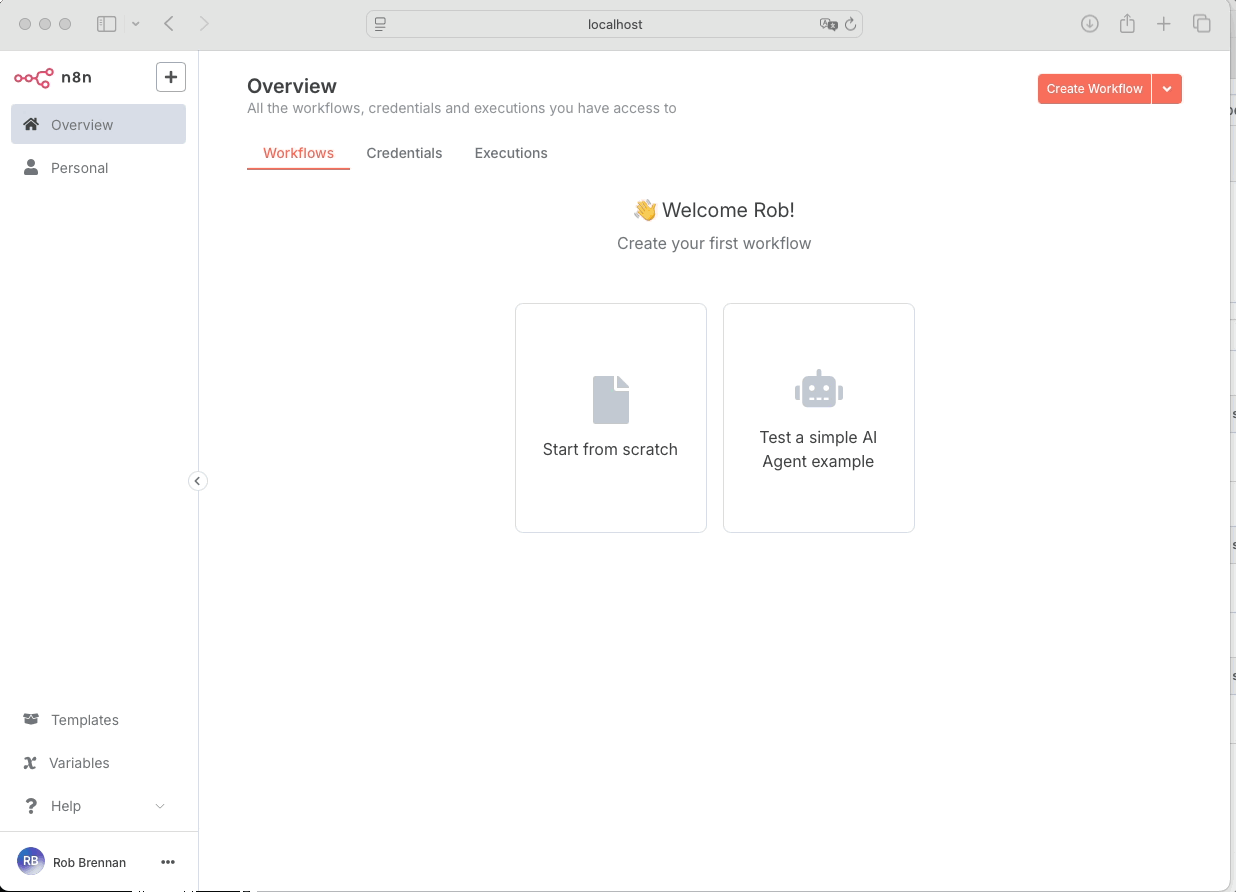 localhost
n8n
Overview
Personal
Templates
Variables
Help
RB Rob Brennan
Overview
All the workflows, credentials and executions you have access to
Create Workflow
Workflows Credentials Executions
👋 Welcome Rob!
Create your first workflow
Start from scratch
Test a simple AI
Agent example